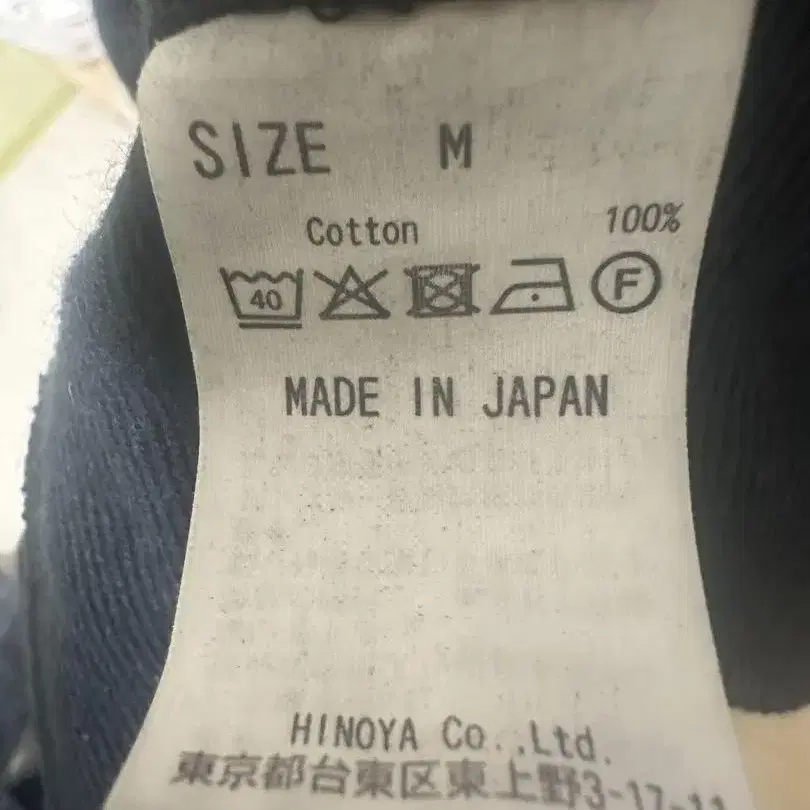 SIZE M
Cotton 100%
40 F
MADE IN JAPAN
HINOYA Co.,Ltd.
東京都台東区東上野3-17-11